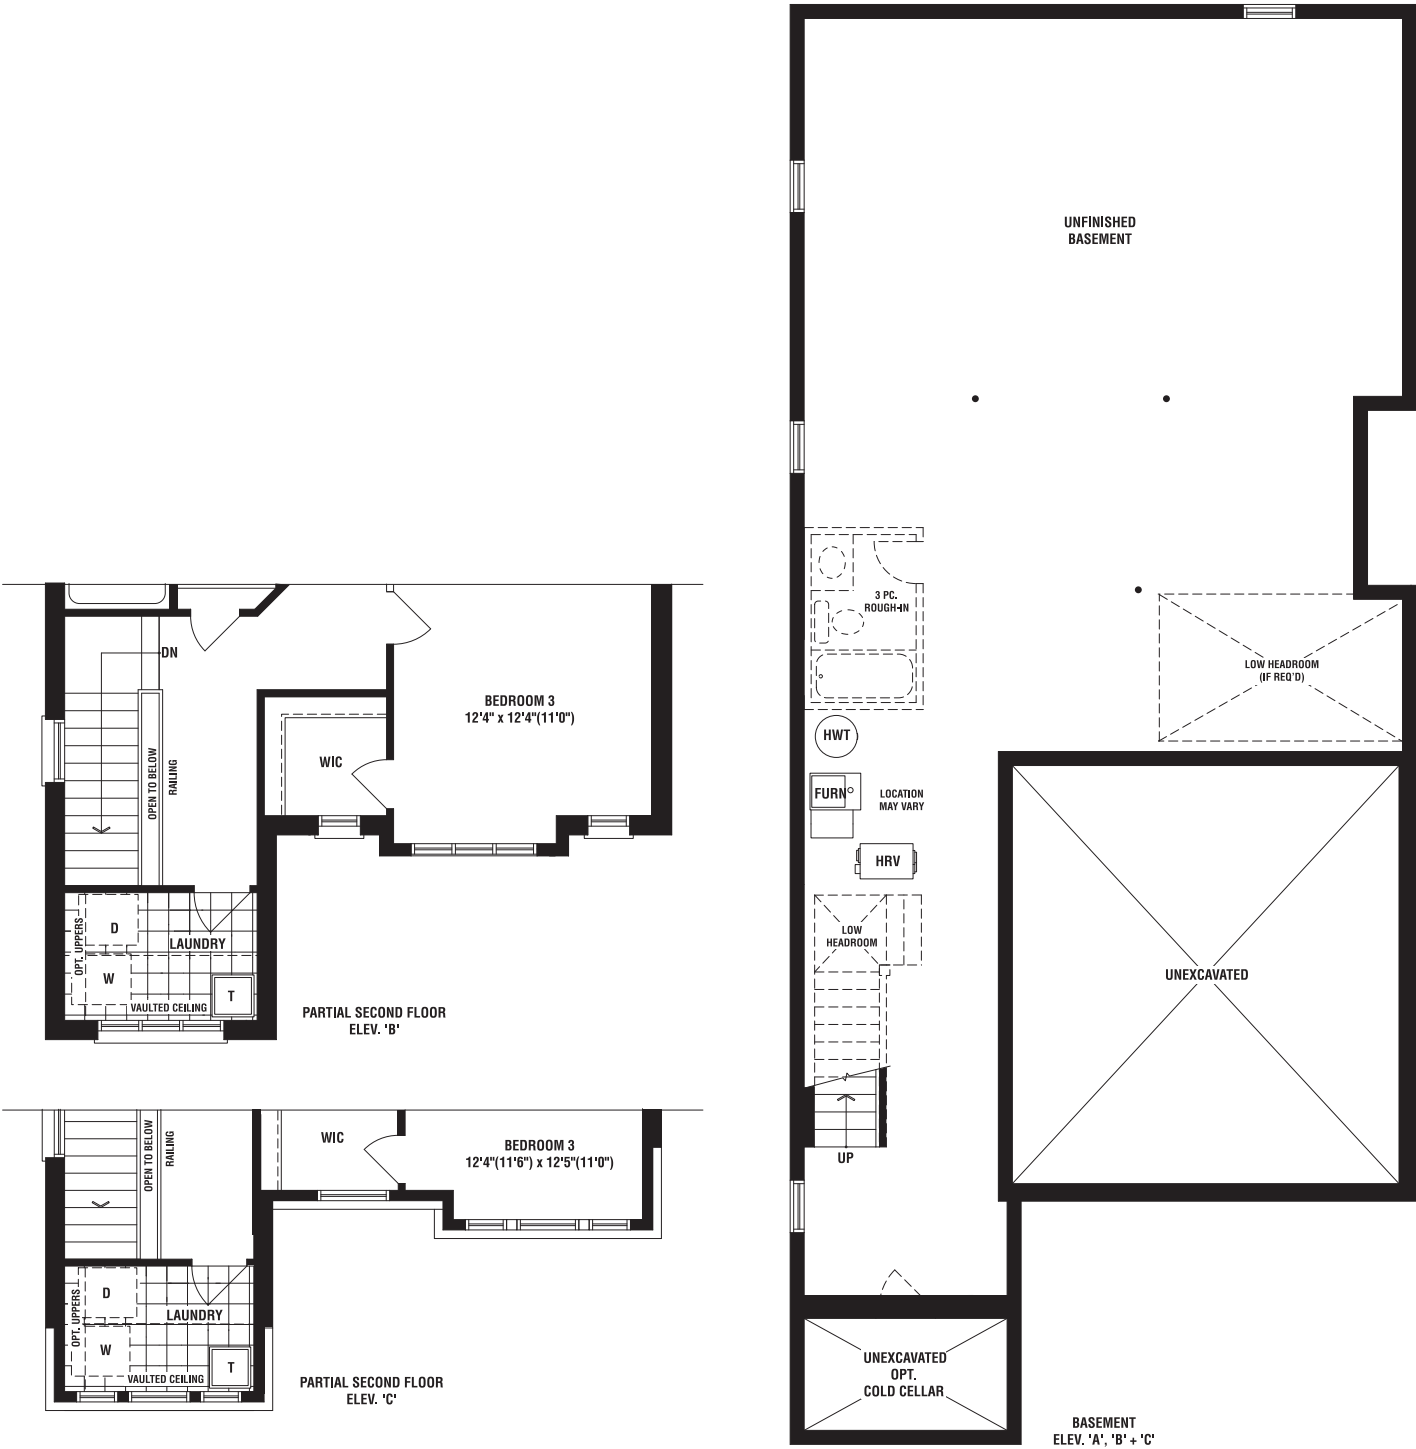 UNFINISHED
BASEMENT
3 PC.
ROUGH-IN
LOW HEADROOM
(IF REQ'D)
HWT
FURN
LOCATION
MAY VARY
HRV
LOW
HEADROOM
UNEXCAVATED
UP
UNEXCAVATED
OPT.
COLD CELLAR
BASEMENT
ELEV. 'A', 'B' + 'C'
DN
BEDROOM 3
12'4" x 12'4"(11'0")
WIC
OPEN TO BELOW
RAILING
OPT. UPPERS
D
LAUNDRY
W
T
VAULTED CEILING
PARTIAL SECOND FLOOR
ELEV. 'B'
WIC
BEDROOM 3
12'4"(11'6") x 12'5"(11'0")
OPEN TO BELOW
RAILING
OPT. UPPERS
D
LAUNDRY
W
T
VAULTED CEILING
PARTIAL SECOND FLOOR
ELEV. 'C'